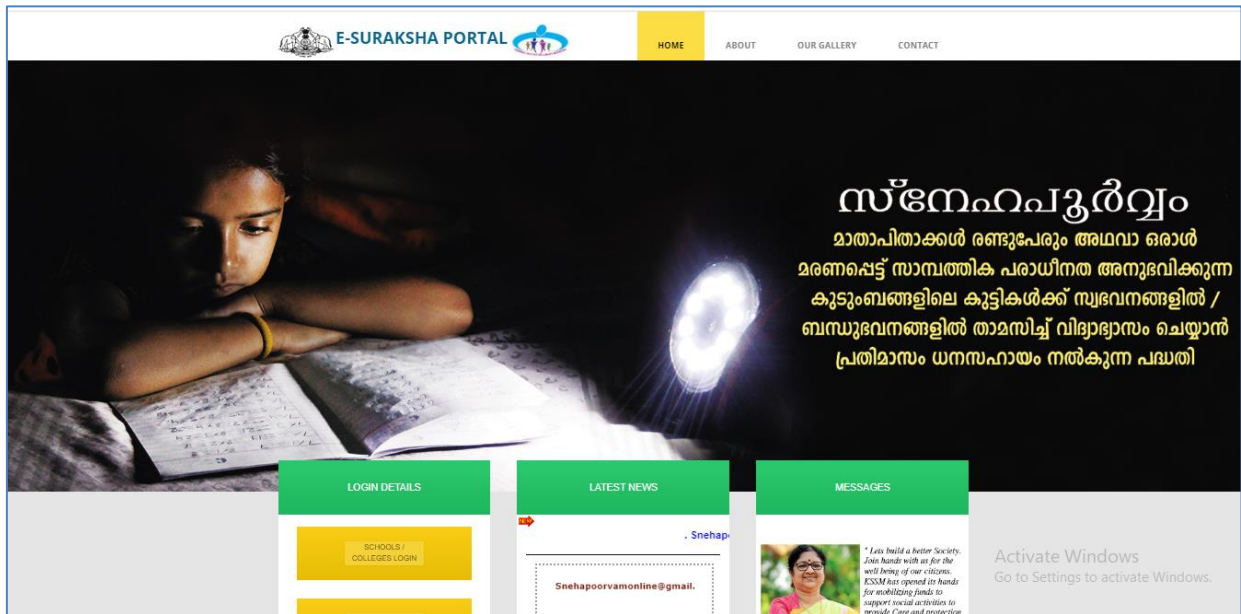 E-SURAKSHA PORTAL
HOME
ABOUT
OUR GALLERY
CONTACT
സ്നേഹപൂർവ്വം
മാതാപിതാക്കൾ രണ്ടുപേരും അഥവാ ഒരാൾ
മരണപ്പെട്ട് സാമ്പത്തിക പരാധീനത അനുഭവിക്കുന്ന
കുടുംബങ്ങളിലെ കുട്ടികൾക്ക് സ്വഭവനങ്ങളിൽ /
ബന്ധുഭവനങ്ങളിൽ താമസിച്ച് വിദ്യാഭ്യാസം ചെയ്യാൻ
പ്രതിമാസം ധനസഹായം നൽകുന്ന പദ്ധതി
LOGIN DETAILS
SCHOOLS /
COLLEGES LOGIN
LATEST NEWS
. Snehap
Snehapoorvamonline@gmail.
MESSAGES
" Lets build a better Society.
Join hands with us for the
well being of our citizens.
KSSM has opened its hands
for mobilizing funds to
support social activities to
provide Care and protection
Activate Windows
Go to Settings to activate Windows.